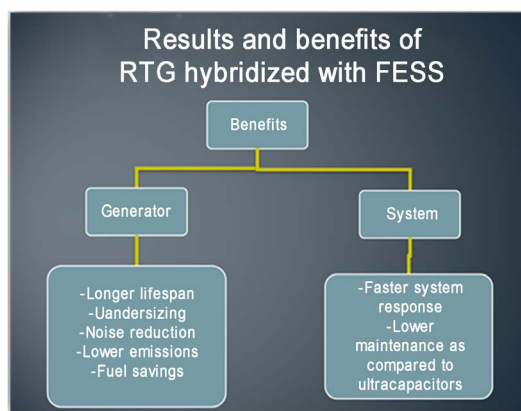 Results and benefits of
RTG hybridized with FESS
Benefits
Generator
System
-Longer lifespan
-Uandersizing
-Noise reduction
-Lower emissions
-Fuel savings
-Faster system
response
-Lower
maintenance as
compared to
ultracapacitors